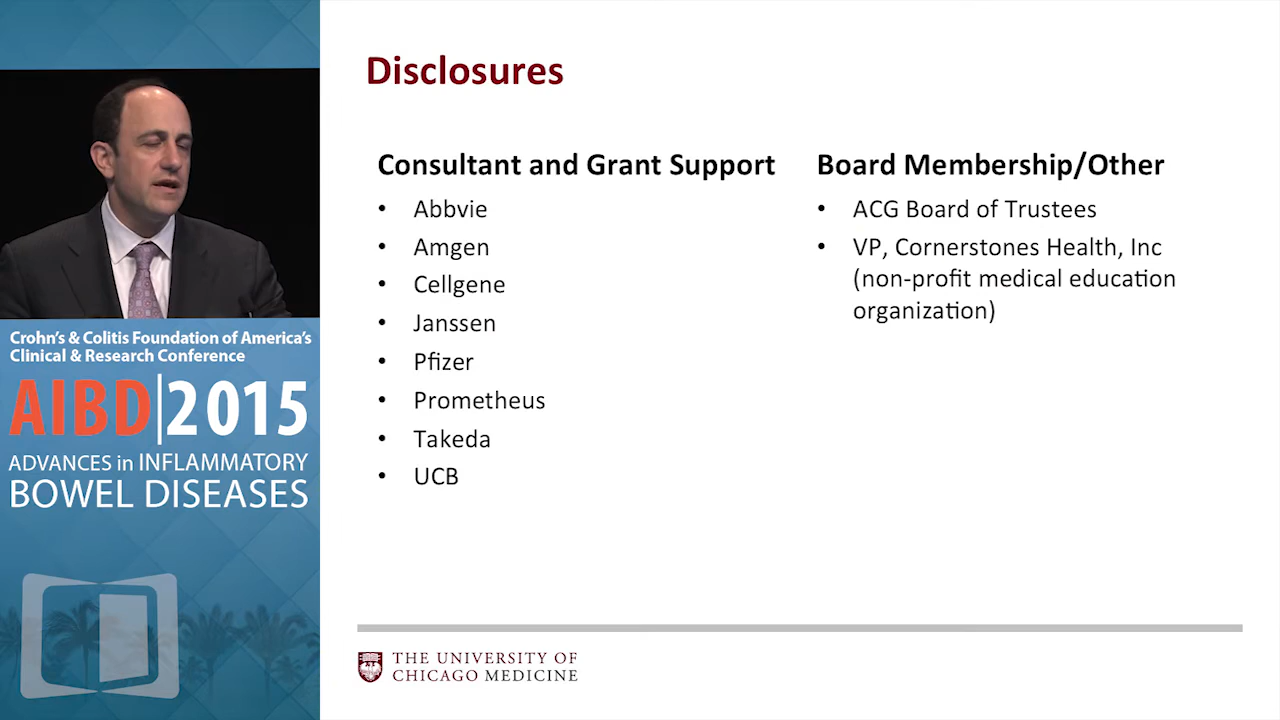 Disclosures
Consultant and Grant Support
• Abbvie
• Amgen
• Cellgene
• Janssen
• Pfizer
• Prometheus
• Takeda
• UCB
Board Membership/Other
• ACG Board of Trustees
• VP, Cornerstones Health, Inc
(non-profit medical education
organization)
THE UNIVERSITY OF
CHICAGO MEDICINE
Crohn's & Colitis Foundation of America's
Clinical & Research Conference
AIBD|2015
ADVANCES in INFLAMMATORY
BOWEL DISEASES